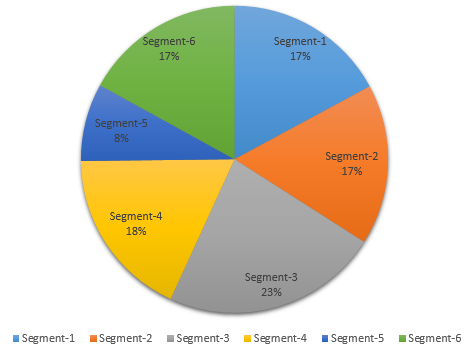 Segment-1
17%
Segment-2
17%
Segment-3
23%
Segment-4
18%
Segment-5
8%
Segment-6
17%
Segment-1 Segment-2 Segment-3 Segment-4 Segment-5 Segment-6